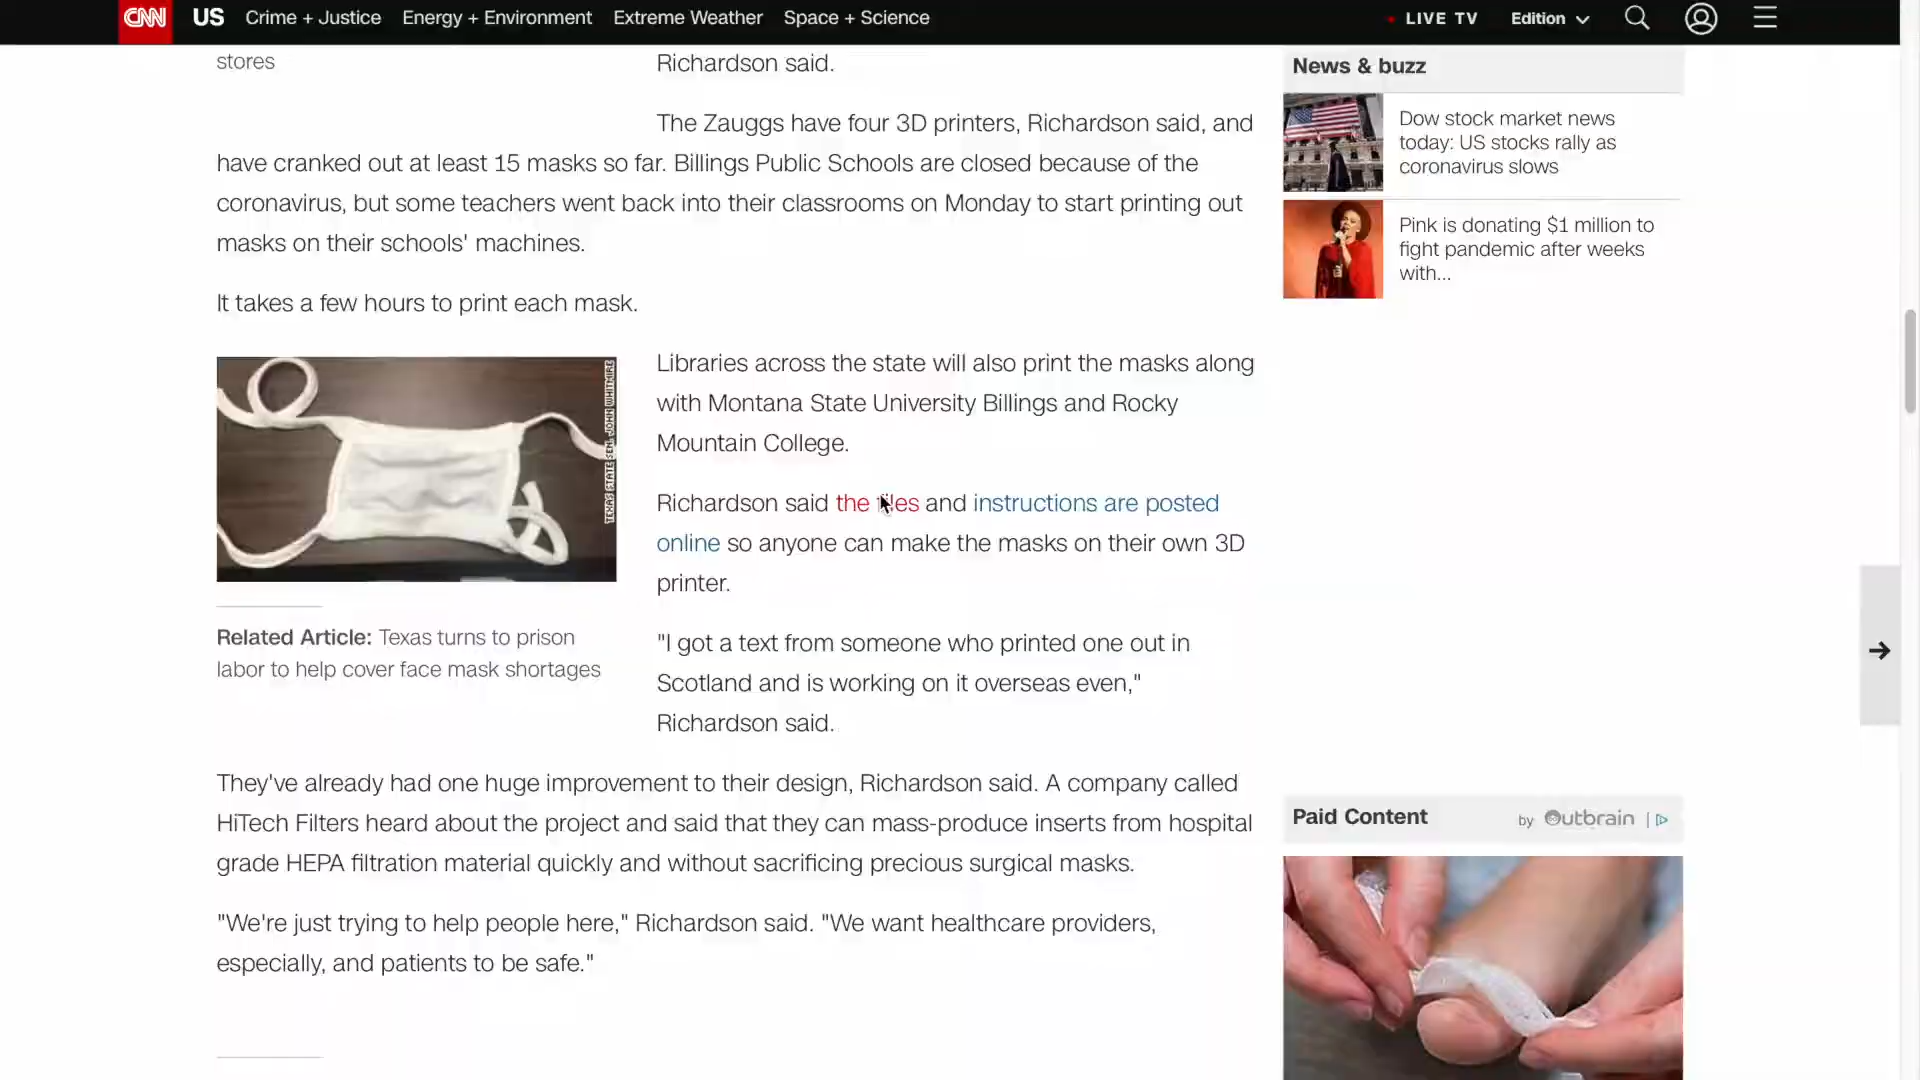 CNN US Crime + Justice Energy + Environment Extreme Weather Space + Science LIVE TV Edition
stores
Richardson said.
The Zauggs have four 3D printers, Richardson said, and
have cranked out at least 15 masks so far. Billings Public Schools are closed because of the
coronavirus, but some teachers went back into their classrooms on Monday to start printing out
masks on their schools' machines.
It takes a few hours to print each mask.
TEXAS STATE SEN. JOHN WHITMIRE
Related Article: Texas turns to prison
labor to help cover face mask shortages
Libraries across the state will also print the masks along
with Montana State University Billings and Rocky
Mountain College.
Richardson said the files and instructions are posted
online so anyone can make the masks on their own 3D
printer.
"I got a text from someone who printed one out in
Scotland and is working on it overseas even,"
Richardson said.
They've already had one huge improvement to their design, Richardson said. A company called
HiTech Filters heard about the project and said that they can mass-produce inserts from hospital
grade HEPA filtration material quickly and without sacrificing precious surgical masks.
"We're just trying to help people here," Richardson said. "We want healthcare providers,
especially, and patients to be safe."
News & buzz
Dow stock market news
today: US stocks rally as
coronavirus slows
Pink is donating $1 million to
fight pandemic after weeks
with...
Paid Content by Outbrain